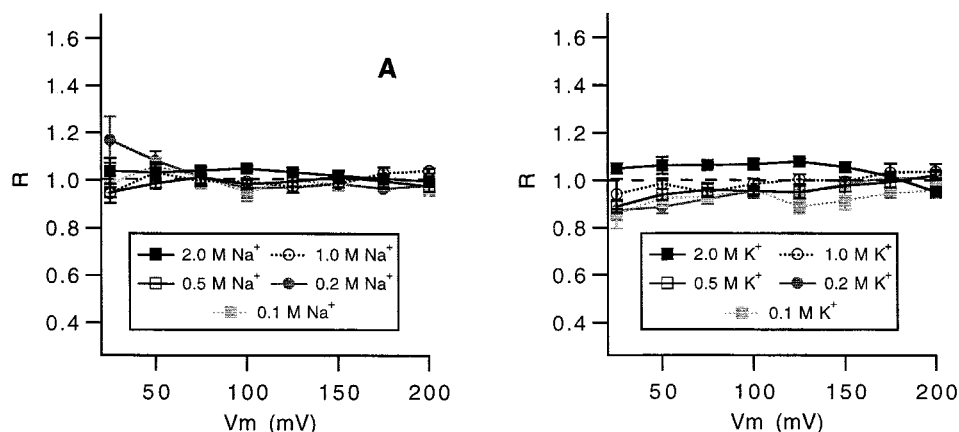 A
R
1.6
1.4
1.2
1.0
0.8
0.6
0.4
2.0 M Na⁺ 1.0 M Na⁺
0.5 M Na⁺ 0.2 M Na⁺
0.1 M Na⁺
50 100 150 200
Vm (mV)
R
1.6
1.4
1.2
1.0
0.8
0.6
0.4
2.0 M K⁺ 1.0 M K⁺
0.5 M K⁺ 0.2 M K⁺
0.1 M K⁺
50 100 150 200
Vm (mV)